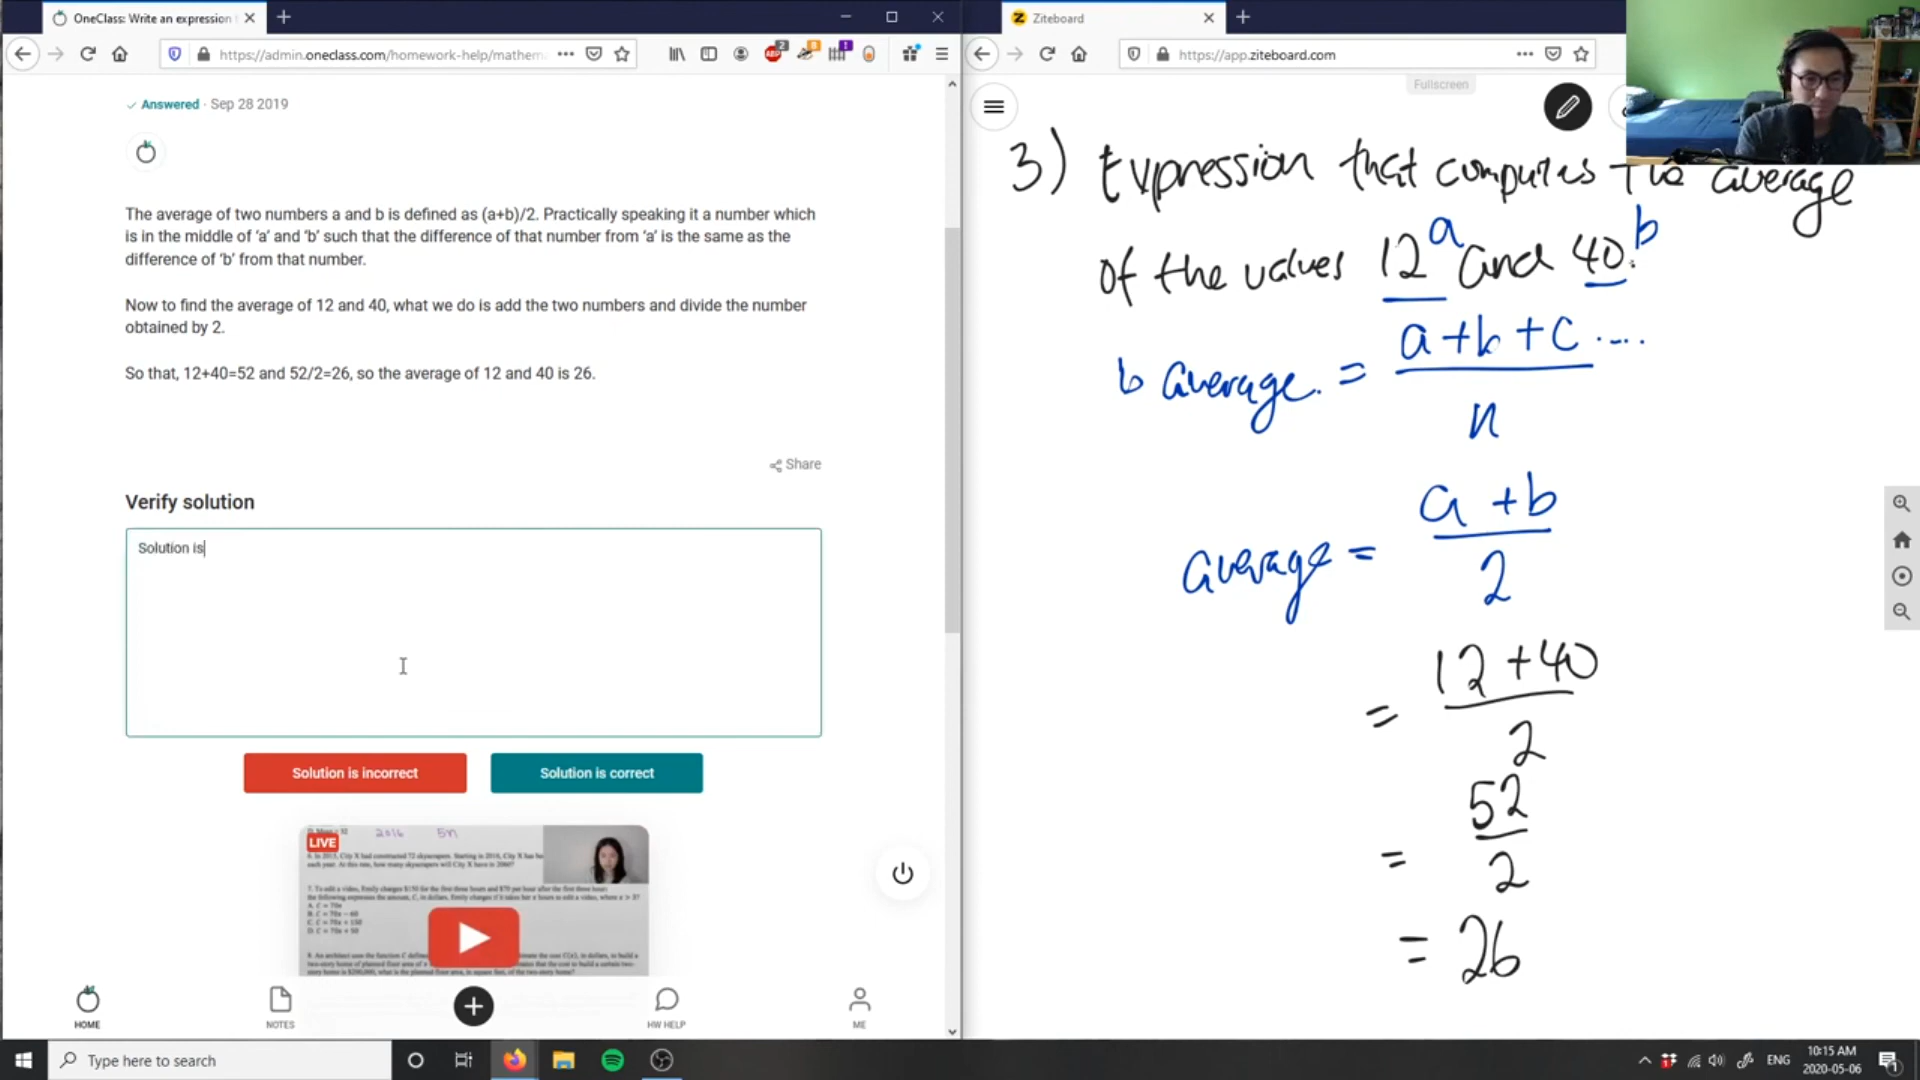 OneClass: Write an expression
https://admin.oneclass.com/homework-help/mathem
Answered · Sep 28 2019
The average of two numbers a and b is defined as (a+b)/2. Practically speaking it a number which
is in the middle of 'a' and 'b' such that the difference of that number from 'a' is the same as the
difference of 'b' from that number.
Now to find the average of 12 and 40, what we do is add the two numbers and divide the number
obtained by 2.
So that, 12+40=52 and 52/2=26, so the average of 12 and 40 is 26.
Share
Verify solution
Solution is
Solution is incorrect
Solution is correct
LIVE
2016 5n
HOME
NOTES
HW HELP
ME
Ziteboard
https://app.ziteboard.com
Fullscreen
3) Expression that computes the average
of the values 12 a and 40. b
b average. = a+b+c ....
n
average = a+b
2
= 12+40
2
= 52
2
= 26
Type here to search
ENG
10:15 AM
2020-05-06